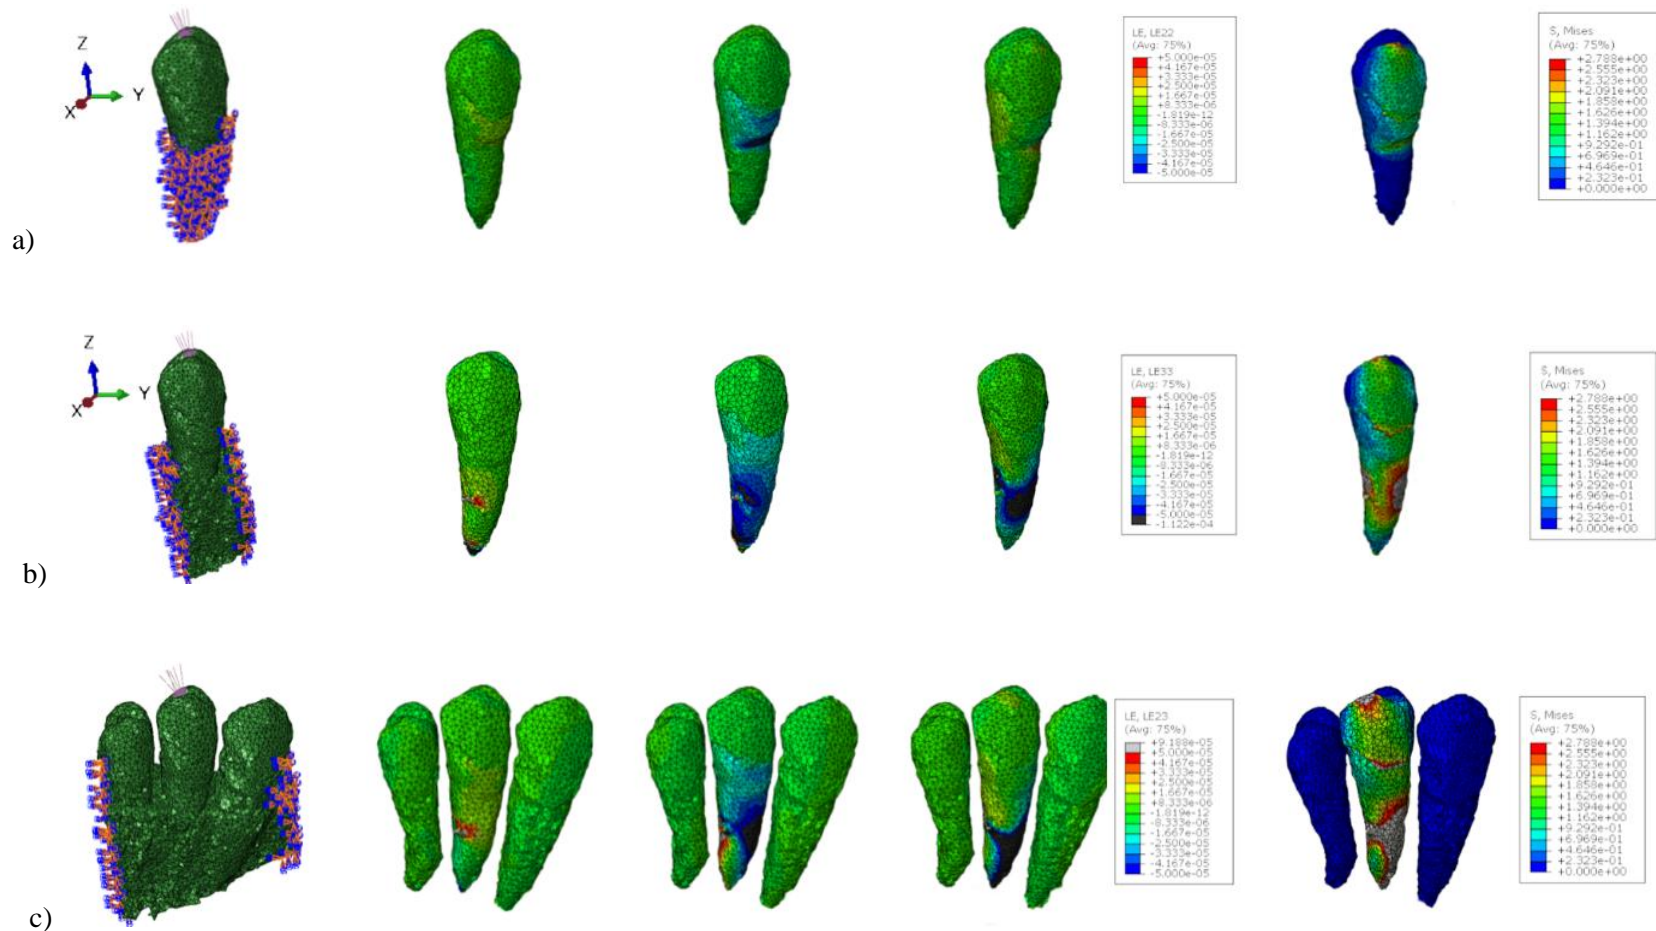 Z
Y
X
LE, LE22
(Avg: 75%)
+5.000e-05
+4.167e-05
+3.333e-05
+2.500e-05
+1.667e-05
+8.333e-06
-1.819e-12
-8.333e-06
-1.667e-05
-2.500e-05
-3.333e-05
-4.167e-05
-5.000e-05
S, Mises
(Avg: 75%)
+2.788e+00
+2.555e+00
+2.323e+00
+2.091e+00
+1.858e+00
+1.626e+00
+1.394e+00
+1.162e+00
+9.292e-01
+6.969e-01
+4.646e-01
+2.323e-01
+0.000e+00
a)
Z
Y
X
LE, LE33
(Avg: 75%)
+5.000e-05
+4.167e-05
+3.333e-05
+2.500e-05
+1.667e-05
+8.333e-06
-1.819e-12
-8.333e-06
-1.667e-05
-2.500e-05
-3.333e-05
-4.167e-05
-5.000e-05
-1.122e-04
S, Mises
(Avg: 75%)
+2.788e+00
+2.555e+00
+2.323e+00
+2.091e+00
+1.858e+00
+1.626e+00
+1.394e+00
+1.162e+00
+9.292e-01
+6.969e-01
+4.646e-01
+2.323e-01
+0.000e+00
b)
LE, LE23
(Avg: 75%)
+9.188e-05
+5.000e-05
+4.167e-05
+3.333e-05
+2.500e-05
+1.667e-05
+8.333e-06
-1.819e-12
-8.333e-06
-1.667e-05
-2.500e-05
-3.333e-05
-4.167e-05
-5.000e-05
S, Mises
(Avg: 75%)
+2.788e+00
+2.555e+00
+2.323e+00
+2.091e+00
+1.858e+00
+1.626e+00
+1.394e+00
+1.162e+00
+9.292e-01
+6.969e-01
+4.646e-01
+2.323e-01
+0.000e+00
c)